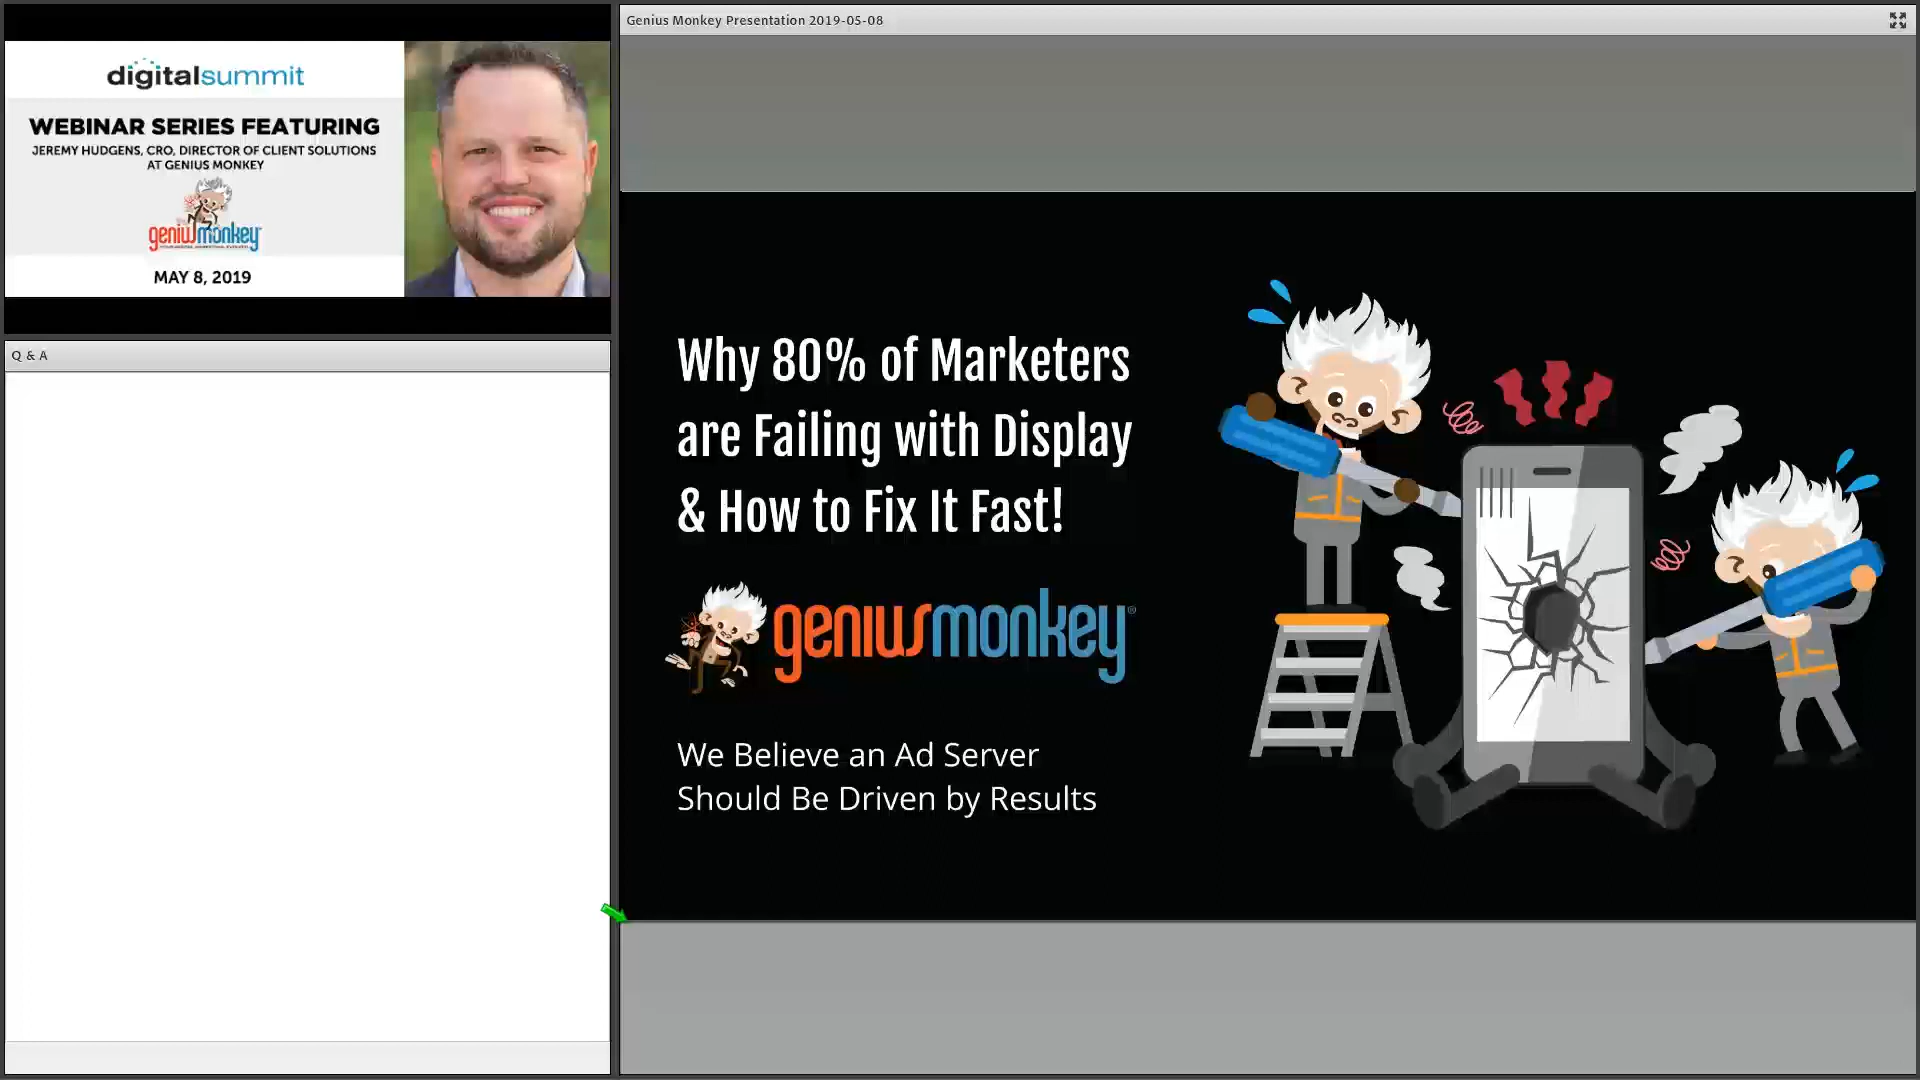 digitalsummit
WEBINAR SERIES FEATURING
JEREMY HUDGENS, CRO, DIRECTOR OF CLIENT SOLUTIONS
AT GENIUS MONKEY
geniusmonkey
MAY 8, 2019
Q & A
Genius Monkey Presentation 2019-05-08
Why 80% of Marketers
are Failing with Display
& How to Fix It Fast!
geniusmonkey®
We Believe an Ad Server
Should Be Driven by Results